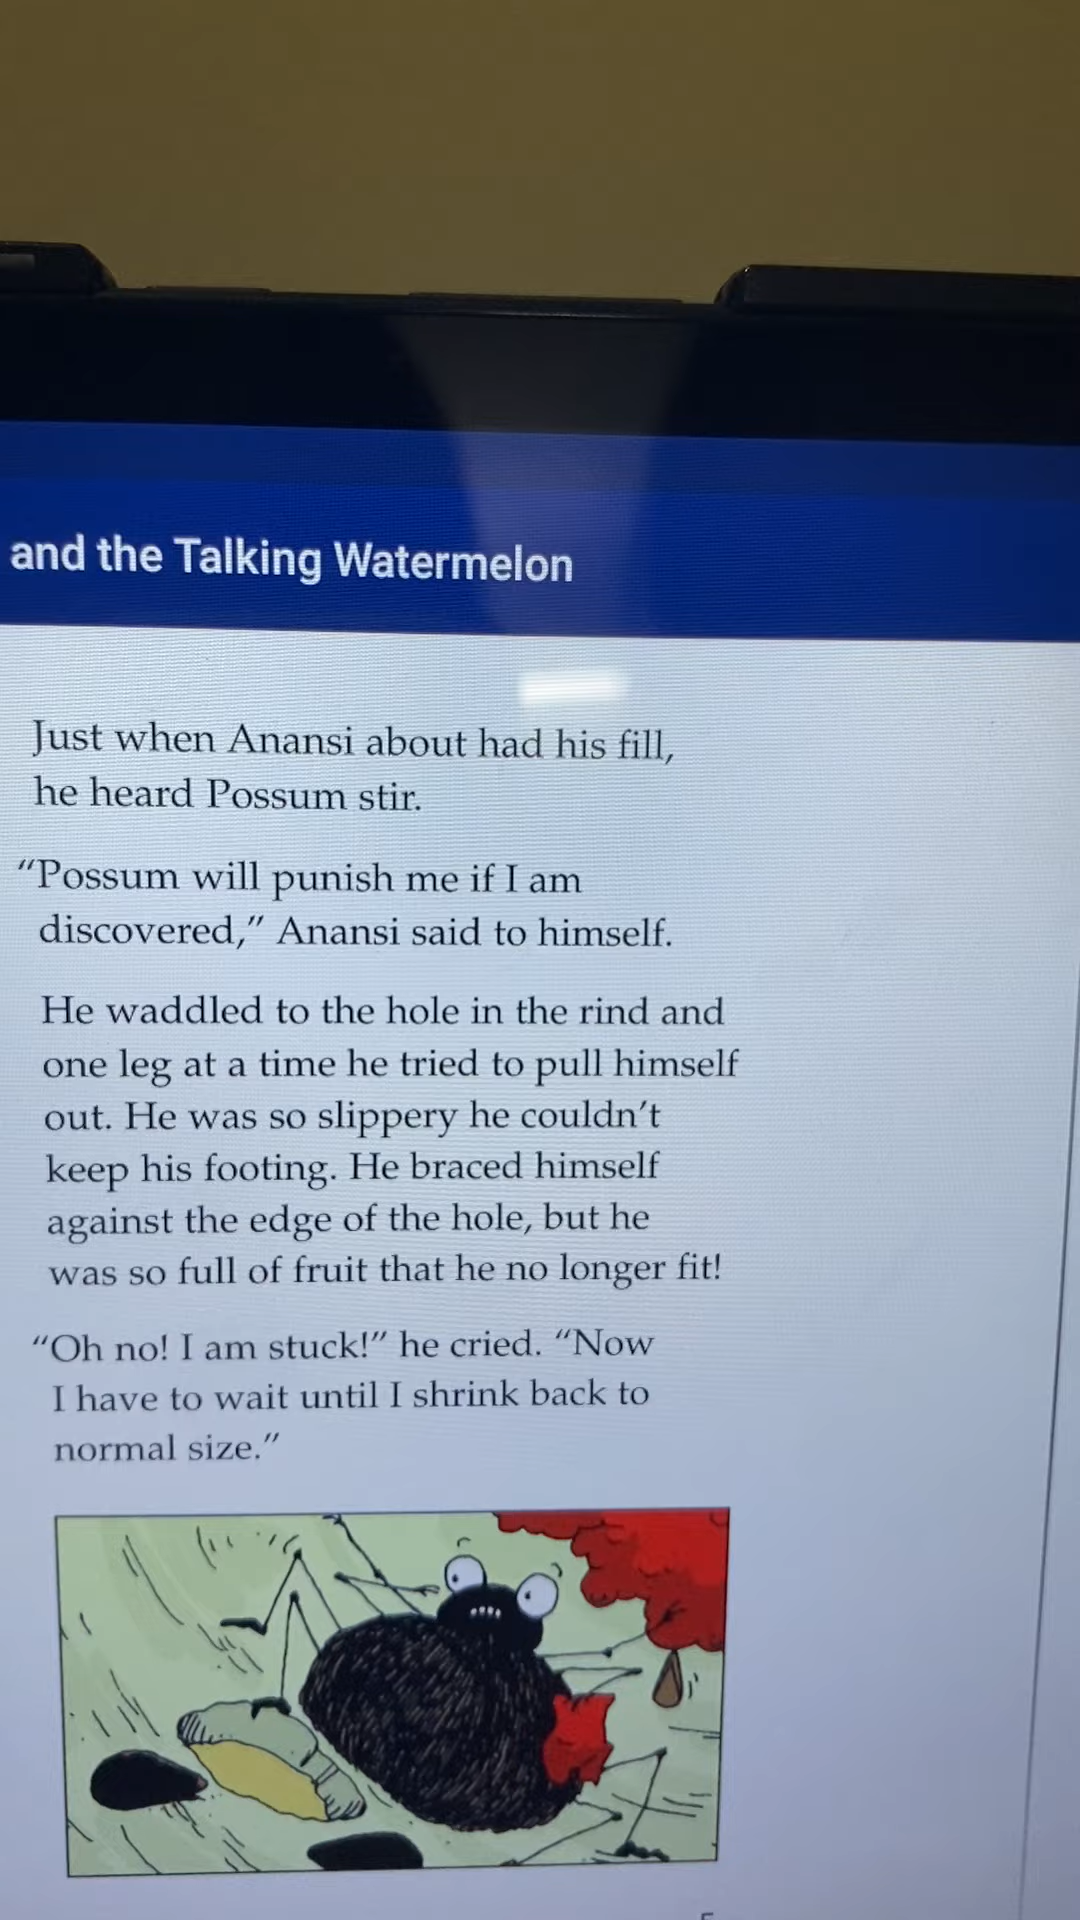 and the Talking Watermelon
Just when Anansi about had his fill,
he heard Possum stir.
“Possum will punish me if I am
discovered,” Anansi said to himself.
He waddled to the hole in the rind and
one leg at a time he tried to pull himself
out. He was so slippery he couldn’t
keep his footing. He braced himself
against the edge of the hole, but he
was so full of fruit that he no longer fit!
“Oh no! I am stuck!” he cried. “Now
I have to wait until I shrink back to
normal size.”